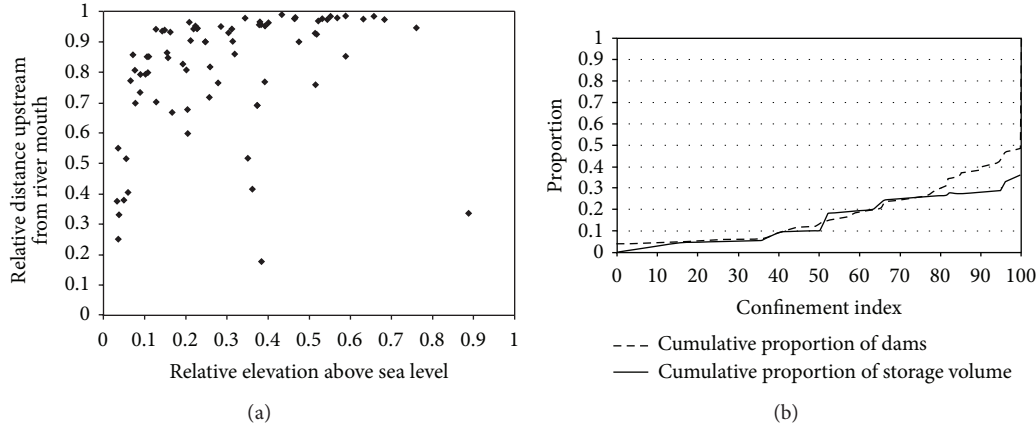 Relative distance upstream
from river mouth
1
0.9
0.8
0.7
0.6
0.5
0.4
0.3
0.2
0.1
0
0 0.1 0.2 0.3 0.4 0.5 0.6 0.7 0.8 0.9 1
Relative elevation above sea level
(a)
Proportion
1
0.9
0.8
0.7
0.6
0.5
0.4
0.3
0.2
0.1
0
0 10 20 30 40 50 60 70 80 90 100
Confinement index
Cumulative proportion of dams
Cumulative proportion of storage volume
(b)